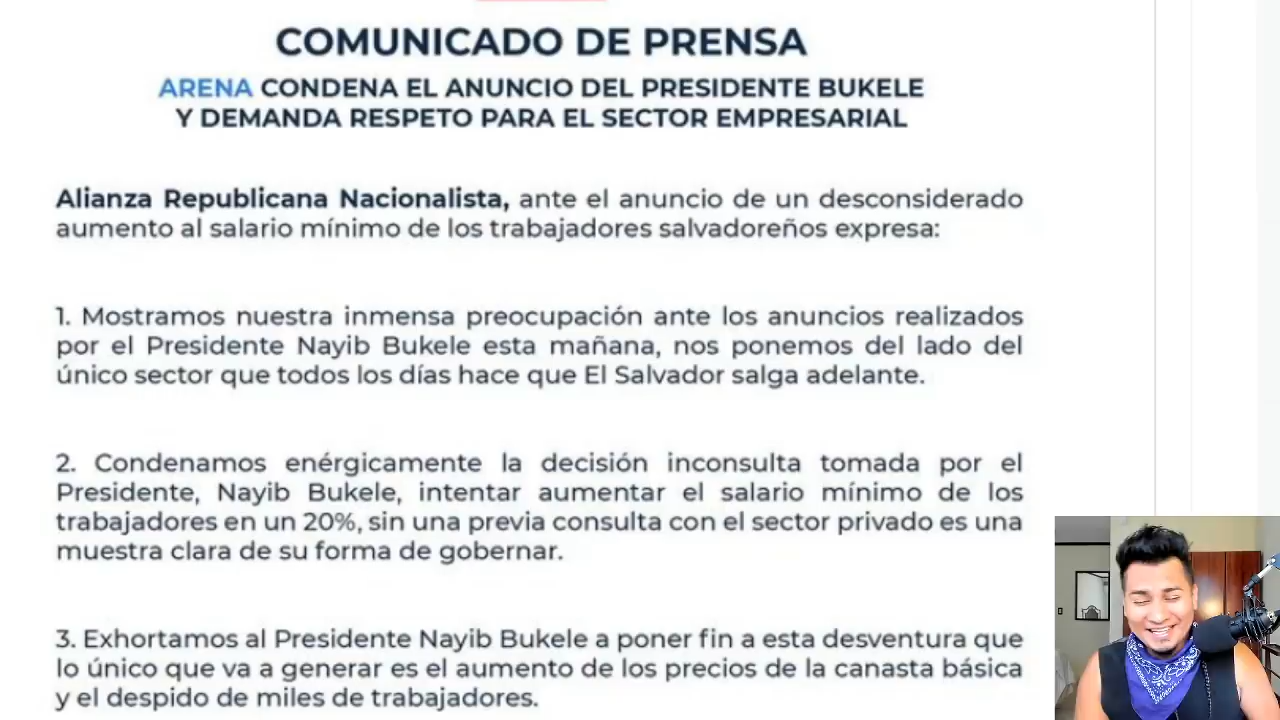 COMUNICADO DE PRENSA
ARENA CONDENA EL ANUNCIO DEL PRESIDENTE BUKELE
Y DEMANDA RESPETO PARA EL SECTOR EMPRESARIAL
Alianza Republicana Nacionalista, ante el anuncio de un desconsiderado
aumento al salario mínimo de los trabajadores salvadoreños expresa:
1. Mostramos nuestra inmensa preocupación ante los anuncios realizados
por el Presidente Nayib Bukele esta mañana, nos ponemos del lado del
único sector que todos los días hace que El Salvador salga adelante.
2. Condenamos enérgicamente la decisión inconsulta tomada por el
Presidente, Nayib Bukele, intentar aumentar el salario mínimo de los
trabajadores en un 20%, sin una previa consulta con el sector privado es una
muestra clara de su forma de gobernar.
3. Exhortamos al Presidente Nayib Bukele a poner fin a esta desventura que
lo único que va a generar es el aumento de los precios de la canasta básica
y el despido de miles de trabajadores.